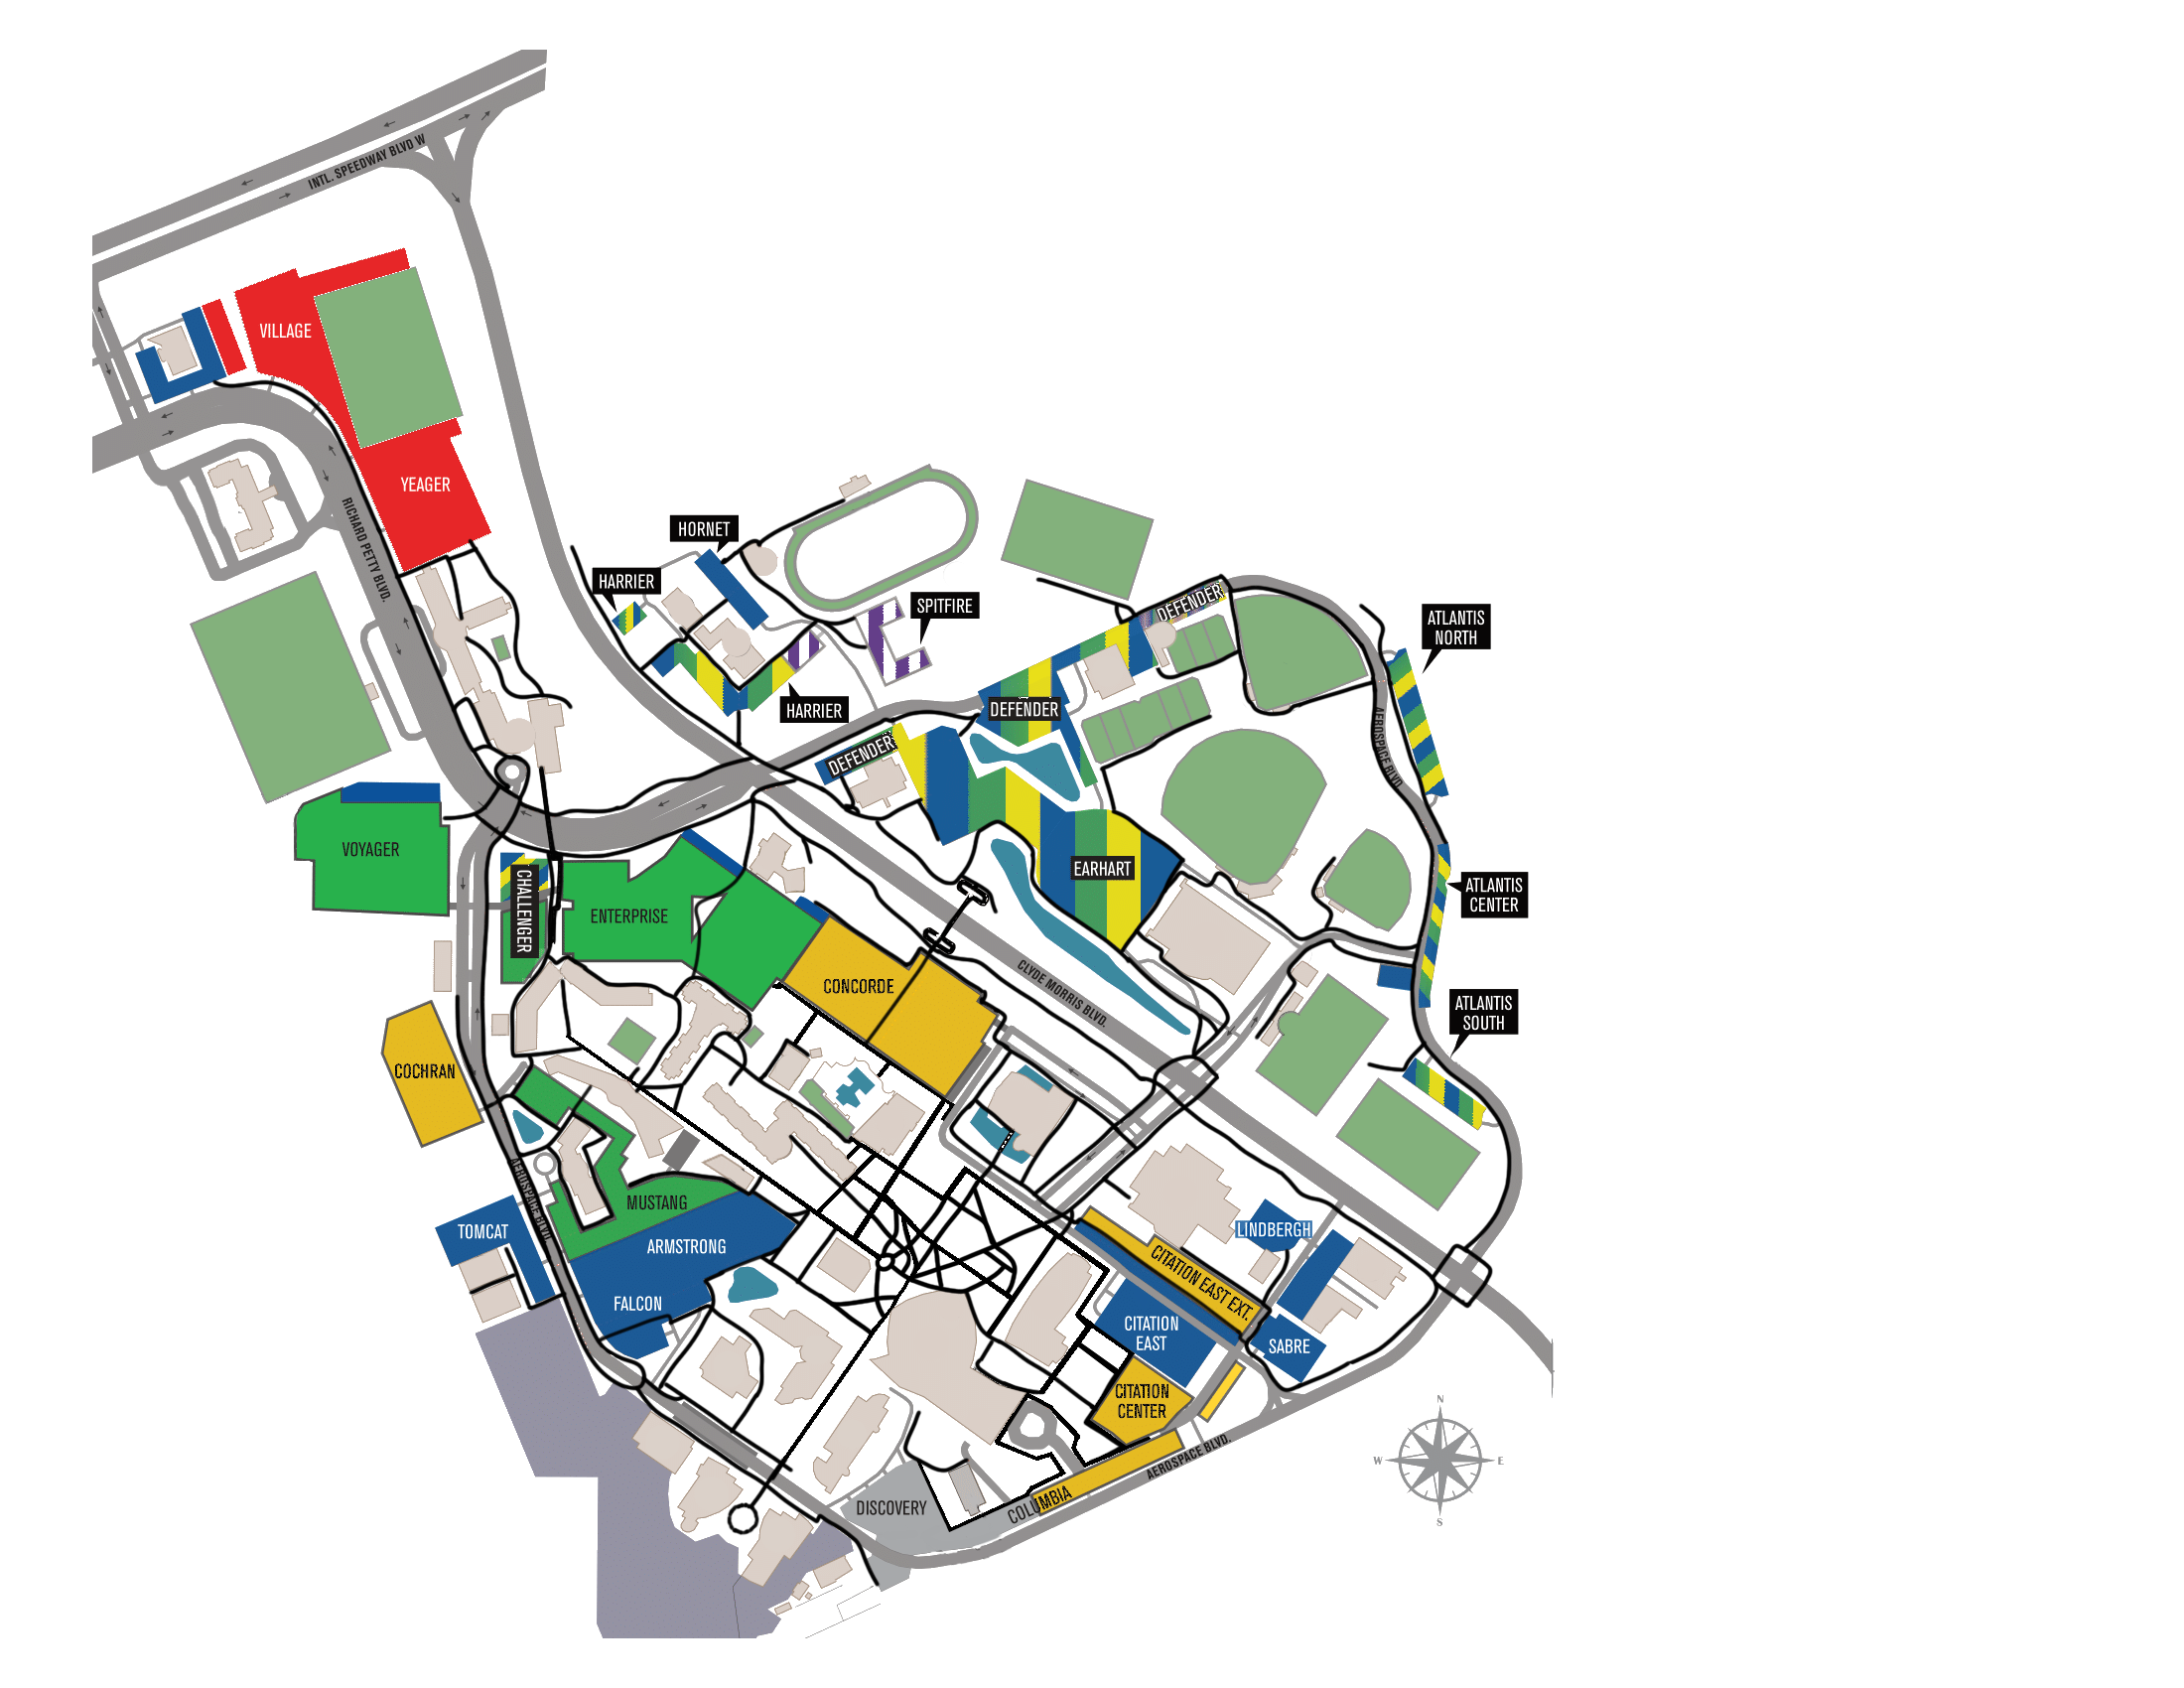 INTL. SPEEDWAY BLVD W
VILLAGE
YEAGER
RICHARD PETTY BLVD.
HORNET
HARRIER
SPITFIRE
DEFENDER
ATLANTIS
NORTH
HARRIER
DEFENDER
AEROSPACE BLVD.
DEFENDER
VOYAGER
EARHART
CHALLENGER
ENTERPRISE
ATLANTIS
CENTER
CONCORDE
CLYDE MORRIS BLVD.
ATLANTIS
SOUTH
COCHRAN
AEROSPACE BLVD.
MUSTANG
TOMCAT
LINDBERGH
ARMSTRONG
CITATION EAST EXT.
FALCON
CITATION
EAST
SABRE
CITATION
CENTER
AEROSPACE BLVD.
COLUMBIA
DISCOVERY
N
W
E
S